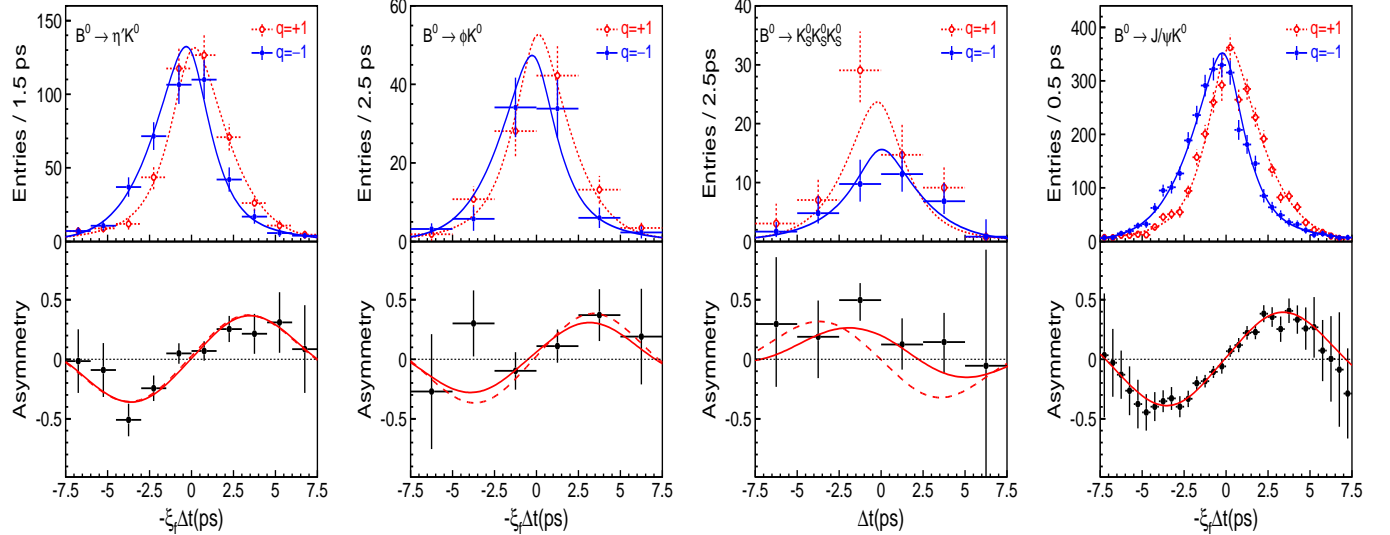 B⁰ → η′K⁰
q=+1
q=−1
Entries / 1.5 ps
150
100
50
0
Asymmetry
0.5
0
-0.5
-7.5 -5 -2.5 0 2.5 5 7.5
-ξfΔt(ps)
B⁰ → ϕK⁰
q=+1
q=−1
Entries / 2.5 ps
60
40
20
0
Asymmetry
0.5
0
-0.5
-7.5 -5 -2.5 0 2.5 5 7.5
-ξfΔt(ps)
B⁰ → K⁰SK⁰SK⁰S
q=+1
q=−1
Entries / 2.5ps
40
30
20
10
0
Asymmetry
0.5
0
-0.5
-7.5 -5 -2.5 0 2.5 5 7.5
Δt(ps)
B⁰ → J/ψK⁰
q=+1
q=−1
Entries / 0.5 ps
400
300
200
100
0
Asymmetry
0.5
0
-0.5
-7.5 -5 -2.5 0 2.5 5 7.5
-ξfΔt(ps)